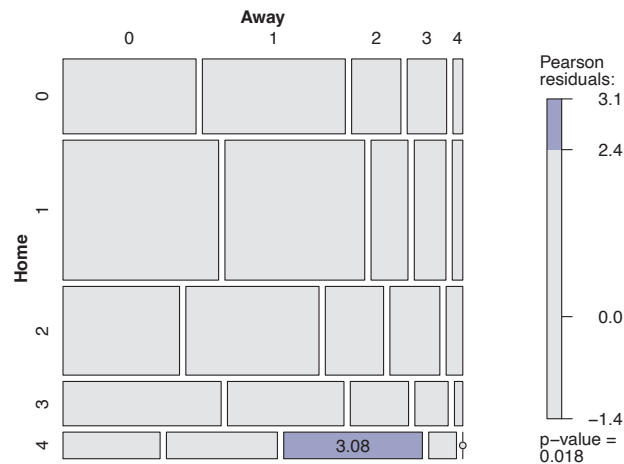 Away
0 1 2 3 4
Home
0
1
2
3
4
3.08
Pearson
residuals:
3.1
2.4
0.0
−1.4
p−value =
0.018